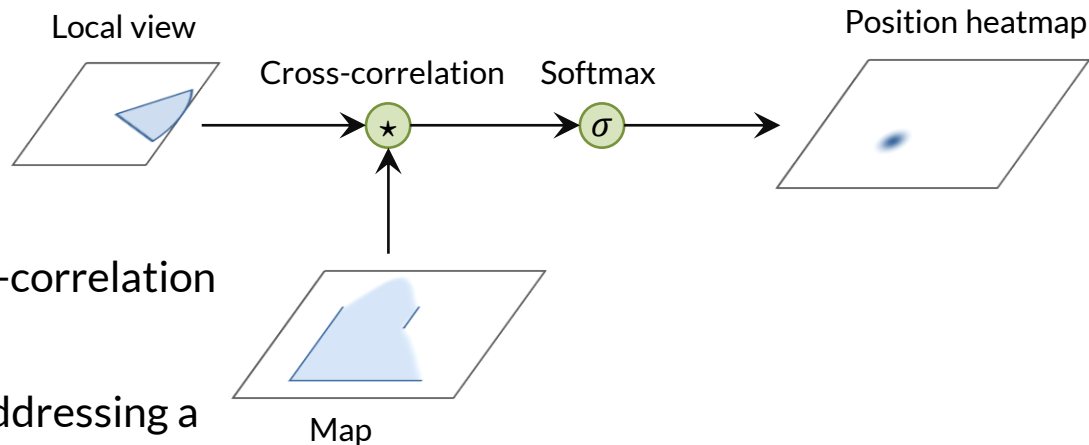 Local view
Position heatmap
Cross-correlation
Softmax
⋆
σ
-correlation
ddressing a
Map